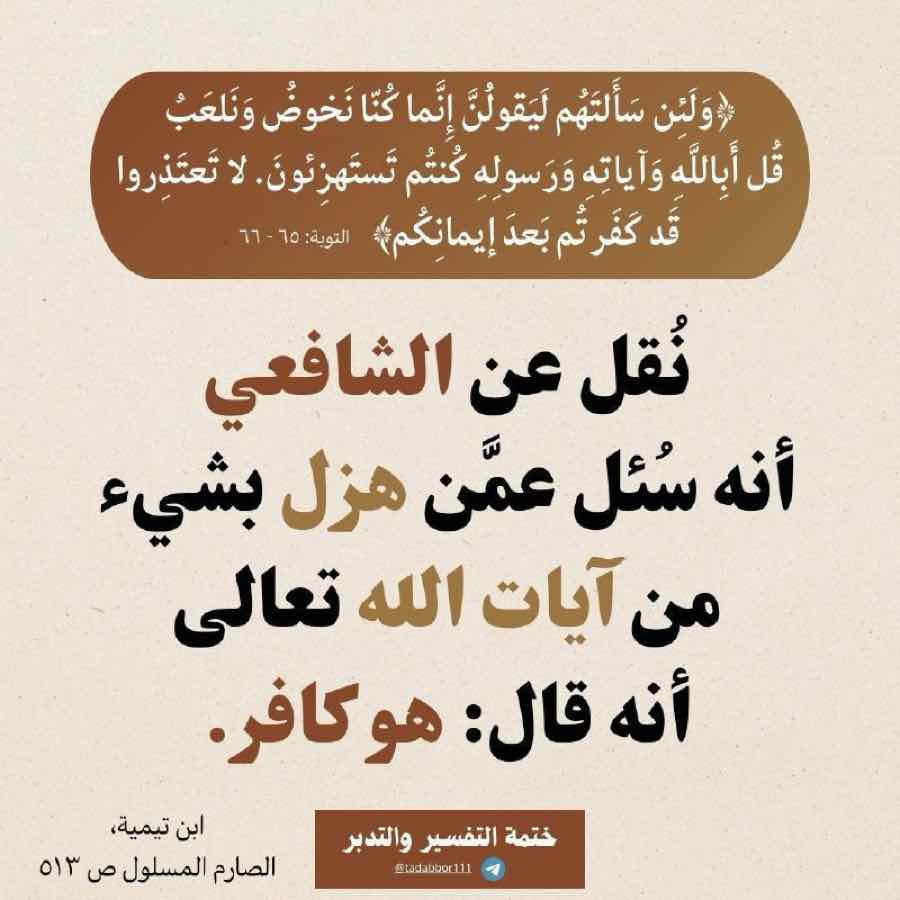 ﴿وَلَئِن سَأَلتَهُم لَيَقولُنَّ إِنَّما كُنّا نَخوضُ وَنَلعَبُ
قُل أَبِاللَّهِ وَآياتِهِ وَرَسولِهِ كُنتُم تَستَهزِئونَ. لا تَعتَذِروا
قَد كَفَر تُم بَعدَ إيمانِكُم﴾ التوبة: ٦٥ - ٦٦
نُقل عن الشافعي
أنه سُئل عمَّن هزل بشيء
من آيات الله تعالى
أنه قال: هو كافر.
ختمة التفسير والتدبر
@tadabbor111
ابن تيمية،
الصارم المسلول ص ٥١٣